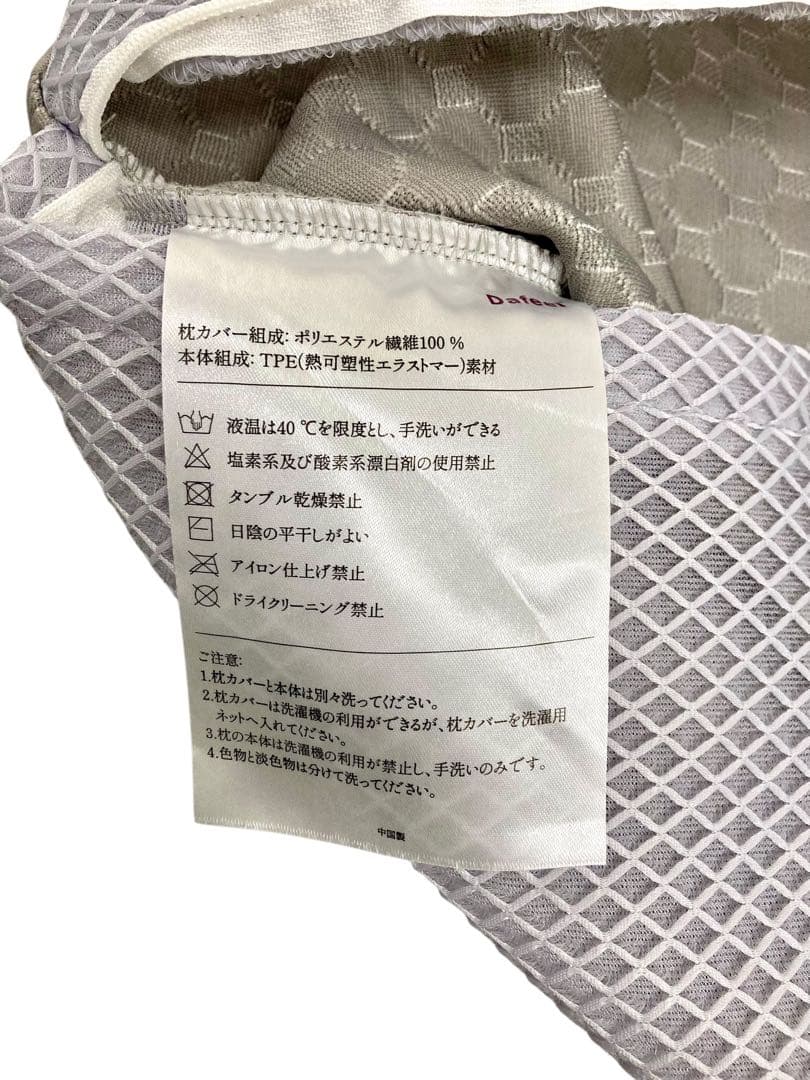 枕カバー組成: ポリエステル繊維100 %
本体組成: TPE(熱可塑性エラストマー)素材
液温は40 ℃を限度とし、手洗いができる
塩素系及び酸素系漂白剤の使用禁止
タンブル乾燥禁止
日陰の平干しがよい
アイロン仕上げ禁止
ドライクリーニング禁止
ご注意:
1.枕カバーと本体は別々洗ってください。
2.枕カバーは洗濯機の利用ができるが、枕カバーを洗濯用
ネットへ入れてください。
3.枕の本体は洗濯機の利用が禁止し、手洗いのみです。
4.色物と淡色物は分けて洗ってください。
中国製